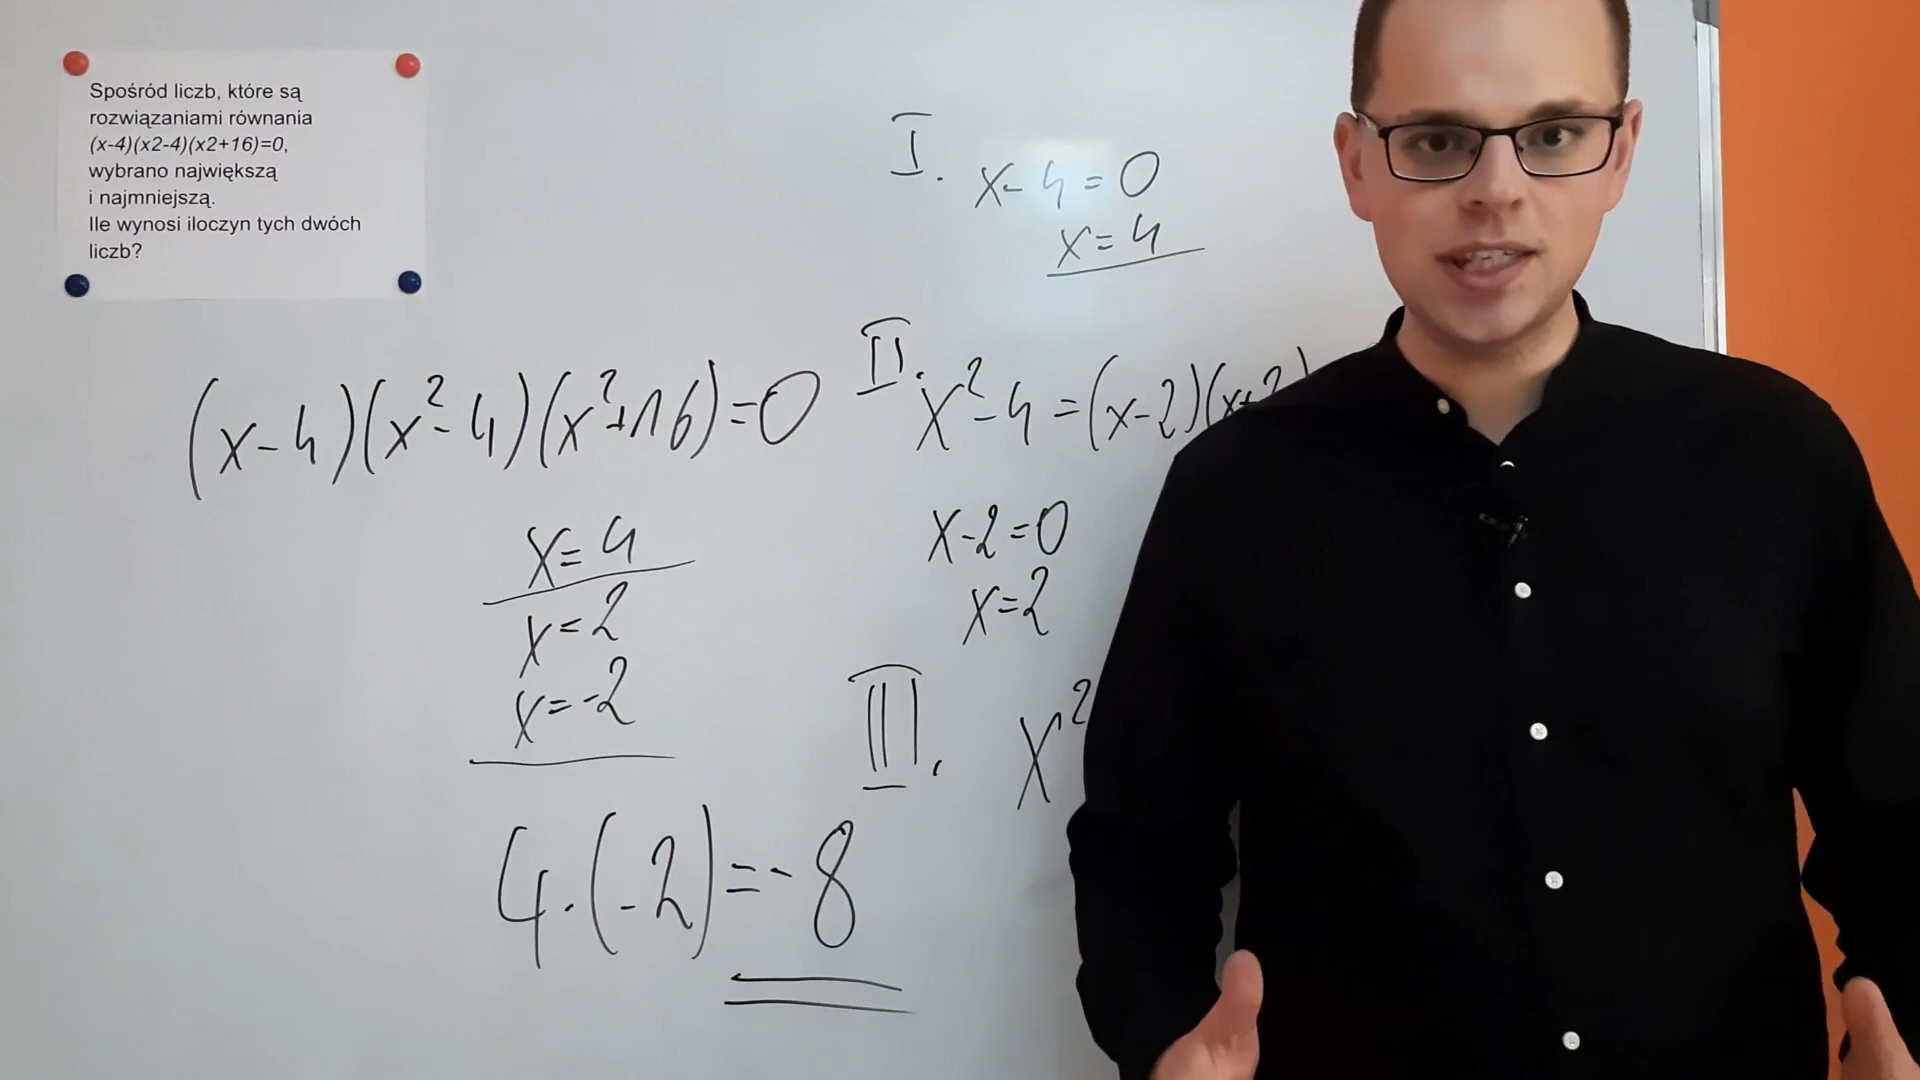 Spośród liczb, które są
rozwiązaniami równania
(x-4)(x2-4)(x2+16)=0,
wybrano największą
i najmniejszą.
Ile wynosi iloczyn tych dwóch
liczb?
I. x-4=0
x=4
(x-4)(x²-4)(x²+16)=0
II. x²-4=(x-2)(x+2)
x-2=0
x=2
x=4
x=2
x=-2
III. x²
4·(-2)=-8